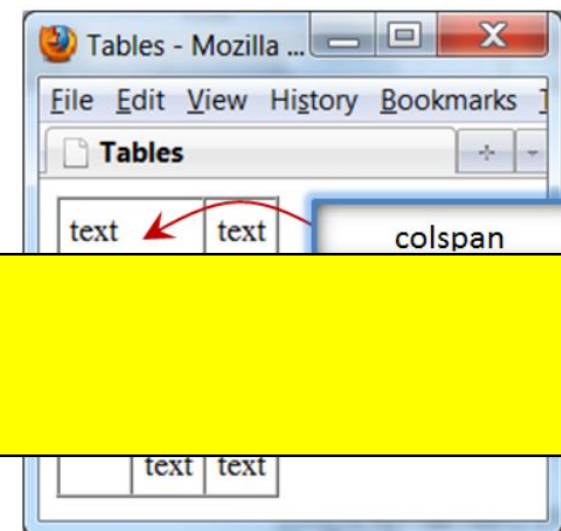 Tables - Mozilla ...
File Edit View History Bookmarks
Tables
text text
colspan
text text